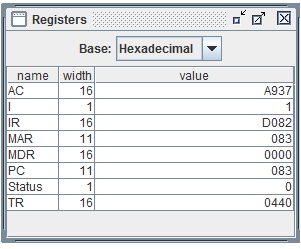 Registers
Base: Hexadecimal
name width value
AC 16 A937
I 1 1
IR 16 D082
MAR 11 083
MDR 16 0000
PC 11 083
Status 1 0
TR 16 0440